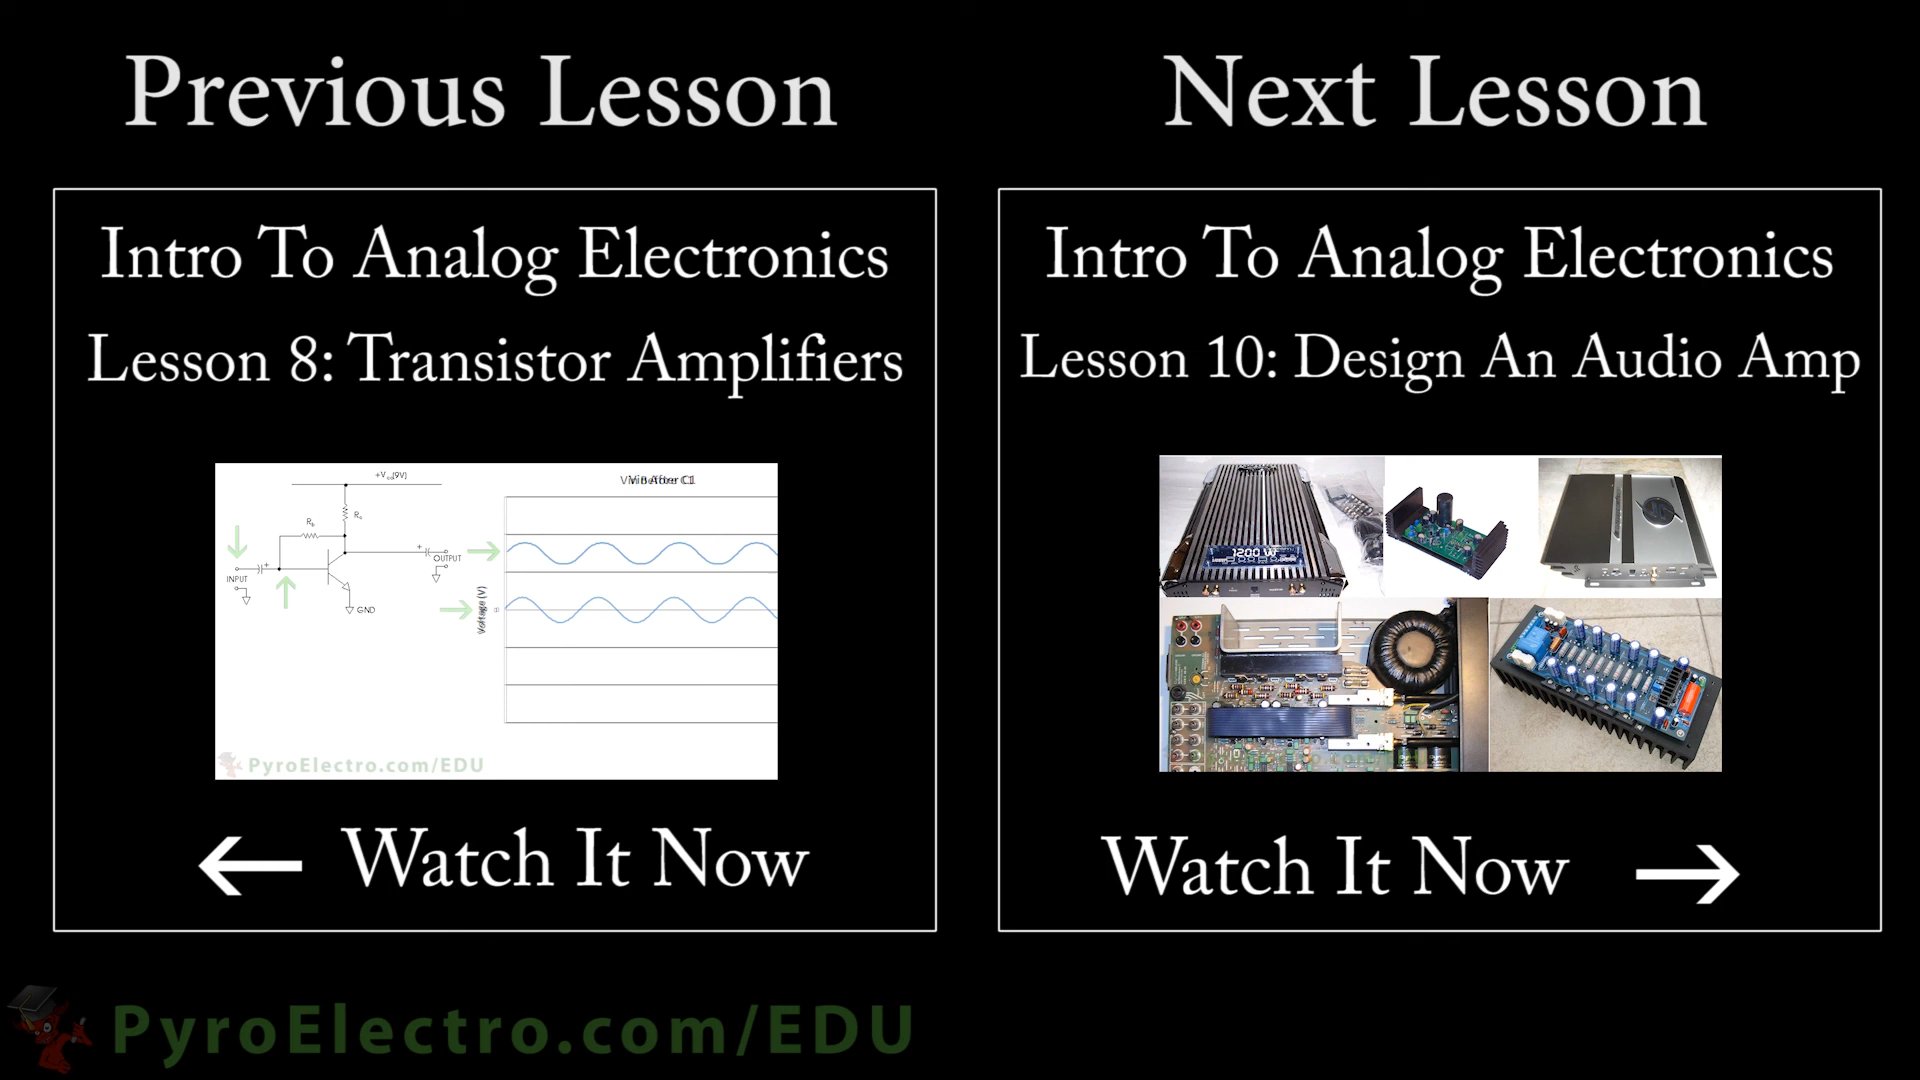 Previous Lesson
Intro To Analog Electronics
Lesson 8: Transistor Amplifiers
+Vcc(9V)
Rb
Rc
INPUT
OUTPUT
GND
Voltage (V)
PyroElectro.com/EDU
← Watch It Now
Next Lesson
Intro To Analog Electronics
Lesson 10: Design An Audio Amp
1200 W
Watch It Now →
PyroElectro.com/EDU